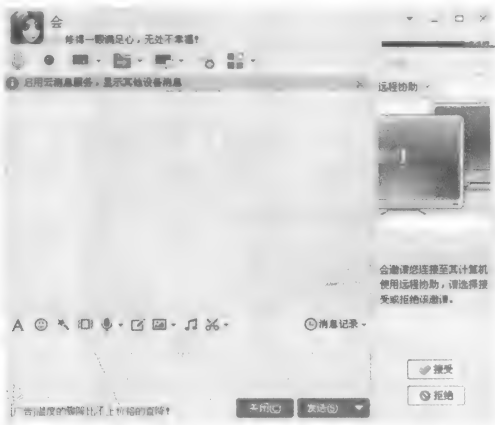 会
修得一颗满足心，无处不幸福！
启用云消息服务，显示其他设备消息
远程协助
会邀请您连接至其计算机
使用远程协助，请选择接
受或拒绝该邀请。
A
消息记录
接受
拒绝
关闭(C)
发送(S)